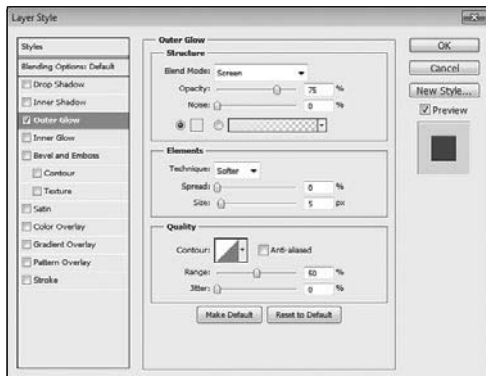 Layer Style
Styles
Blending Options: Default
Drop Shadow
Inner Shadow
Outer Glow
Inner Glow
Bevel and Emboss
Contour
Texture
Satin
Color Overlay
Gradient Overlay
Pattern Overlay
Stroke
Outer Glow
Structure
Blend Mode: Screen
Opacity: 75 %
Noise: 0 %
Elements
Technique: Softer
Spread: 0 %
Size: 5 px
Quality
Contour: Anti-aliased
Range: 50 %
Jitter: 0 %
Make Default Reset to Default
OK
Cancel
New Style...
Preview